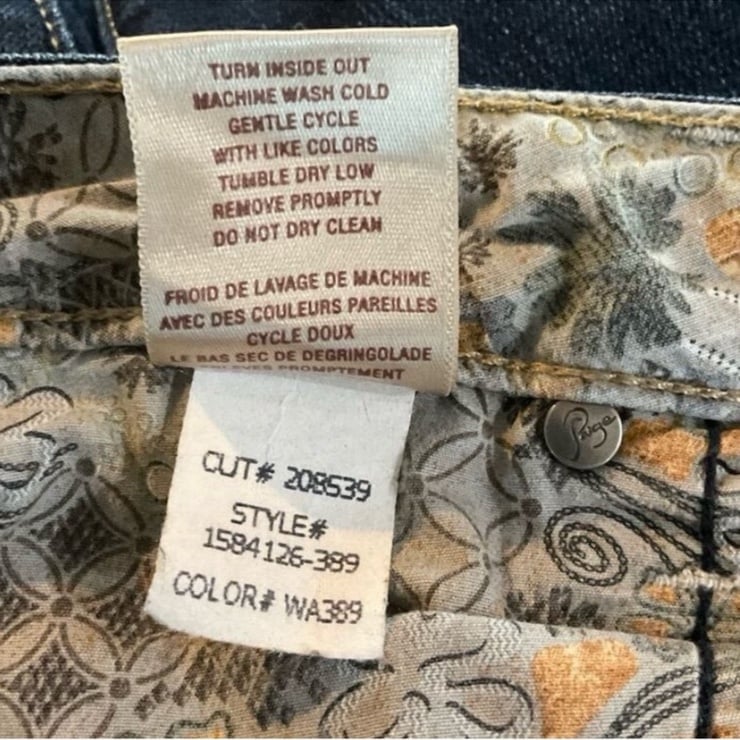 TURN INSIDE OUT
MACHINE WASH COLD
GENTLE CYCLE
WITH LIKE COLORS
TUMBLE DRY LOW
REMOVE PROMPTLY
DO NOT DRY CLEAN
FROID DE LAVAGE DE MACHINE
AVEC DES COULEURS PAREILLES
CYCLE DOUX
LE BAS SEC DE DEGRINGOLADE
PROMPTEMENT
Paige
CUT# 208539
STYLE#
1584126-389
COLOR# WA389